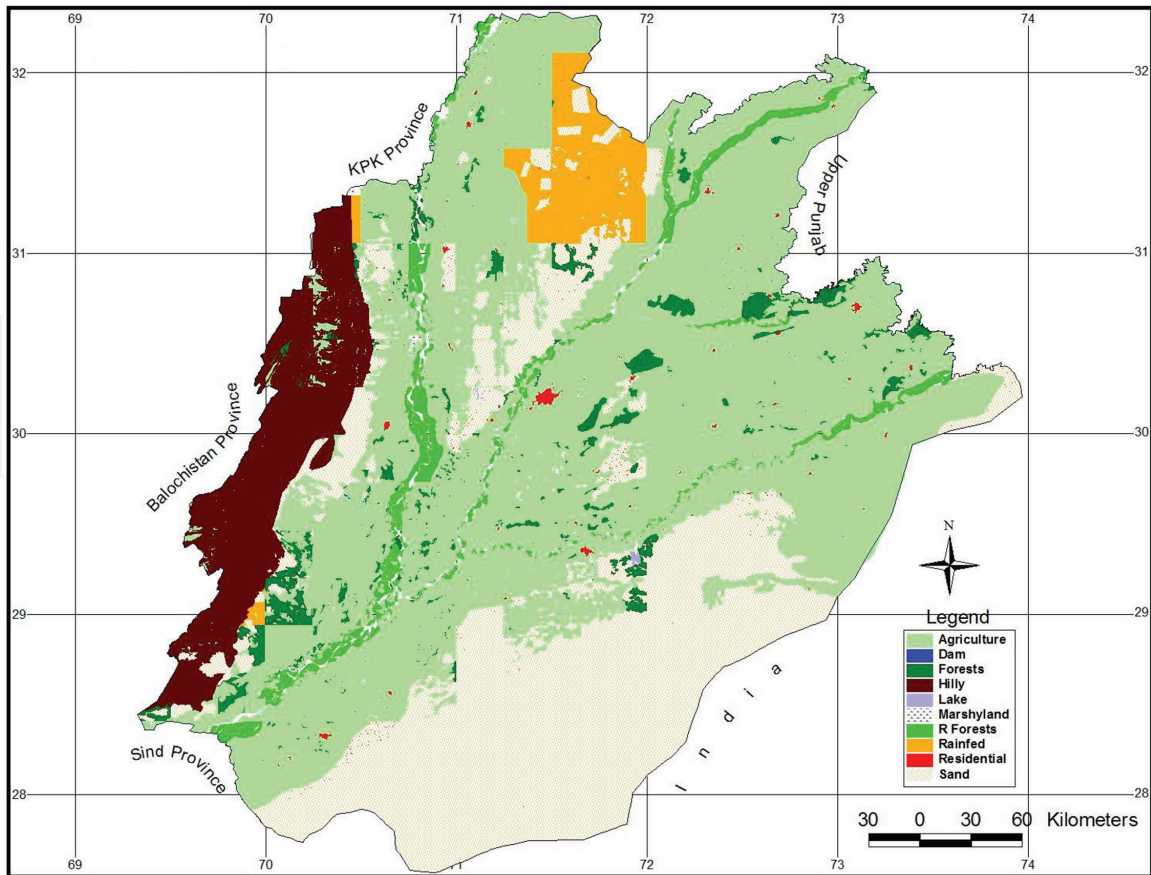 69 70 71 72 73 74
32 32
KPK Province
Upper Punjab
31 31
Balochistan Province
30 30
N
29 29
Legend
Agriculture
Dam
Forests
Hilly
Lake
Marshyland
R Forests
Rainfed
Residential
Sand
India
Sind Province
28 28
30 0 30 60 Kilometers
69 70 71 72 73 74